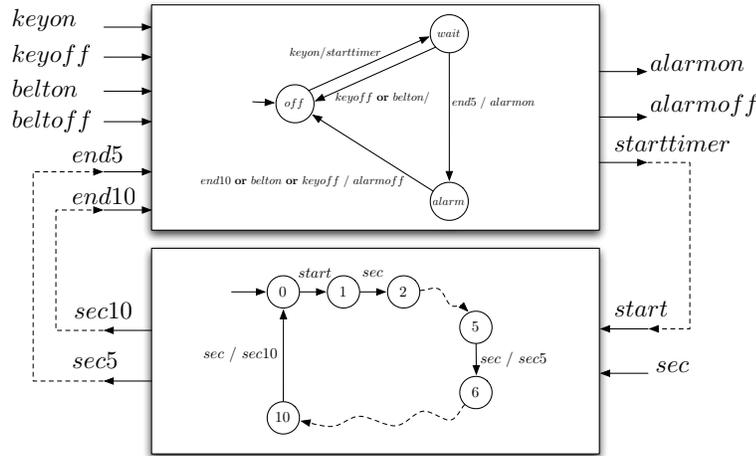 keyon
keyoff
belton
beltoff
end5
end10
wait
keyon/starttimer
off
keyoff or belton/
end5 / alarmon
end10 or belton or keyoff / alarmoff
alarm
alarmon
alarmoff
starttimer
start
sec
0
1
2
5
sec / sec10
sec / sec5
6
10
sec10
sec5
start
sec